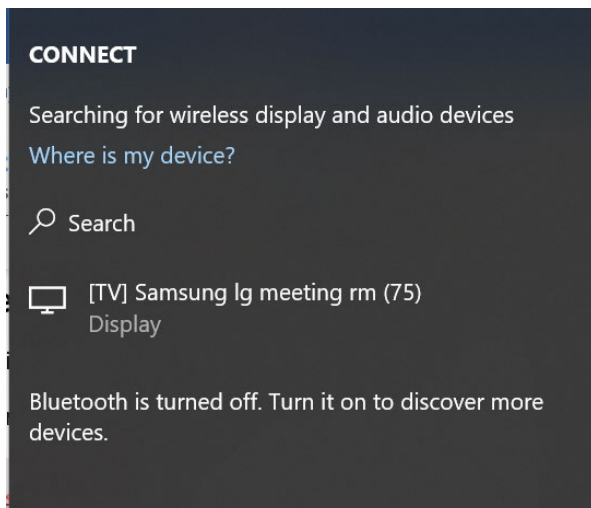 CONNECT
Searching for wireless display and audio devices
Where is my device?
Search
[TV] Samsung lg meeting rm (75)
Display
Bluetooth is turned off. Turn it on to discover more
devices.